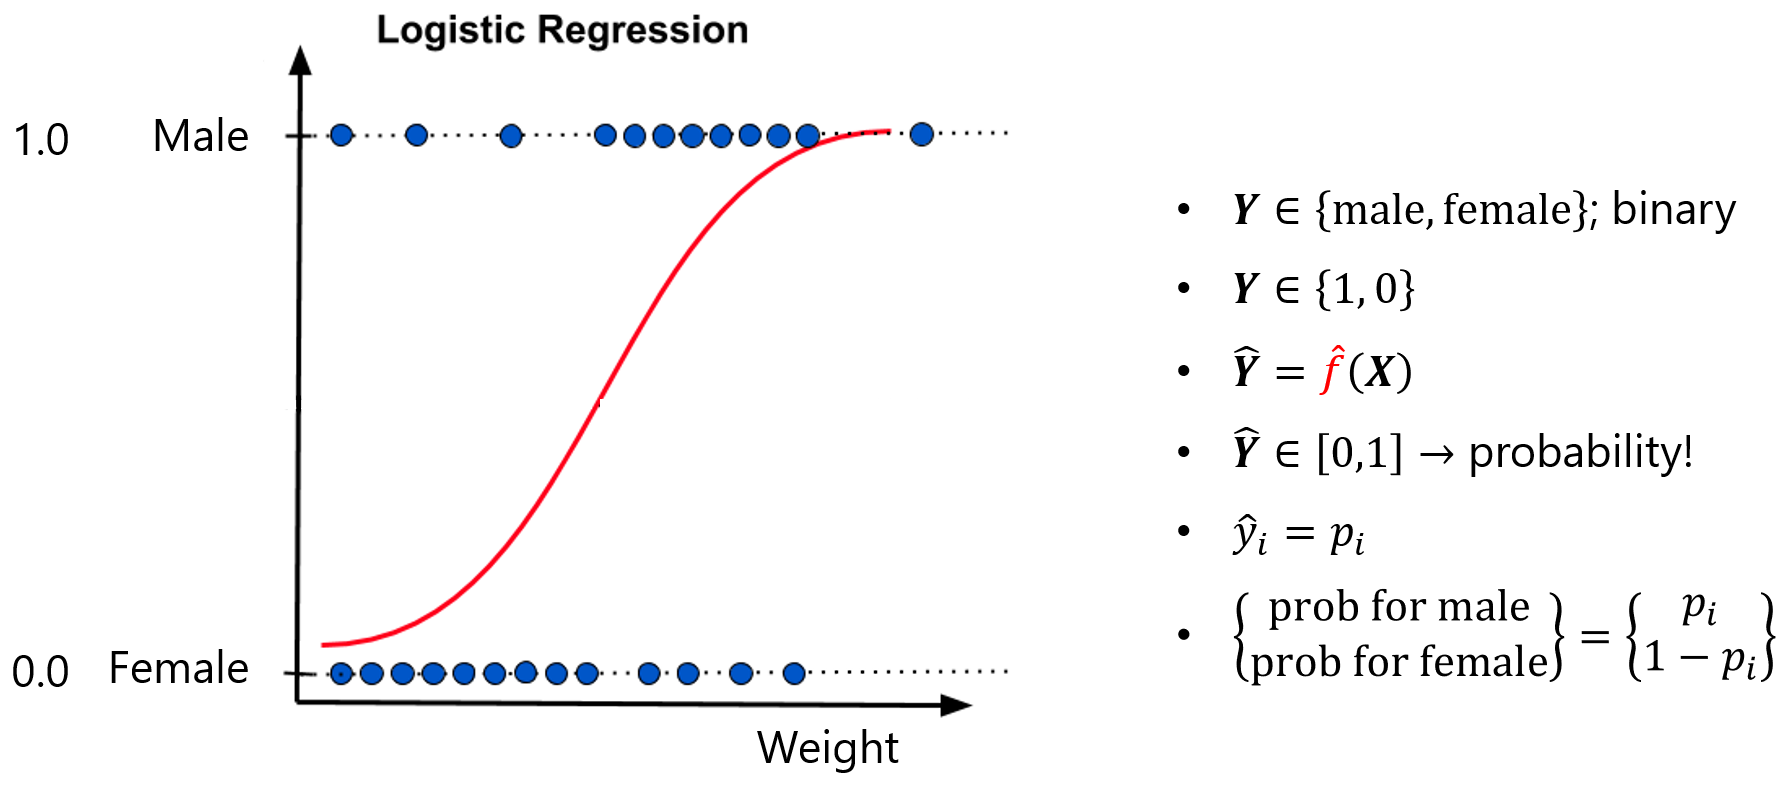 Logistic Regression
1.0 Male
0.0 Female
Weight
• Y ∈ {male, female}; binary
• Y ∈ {1, 0}
• Ŷ = f̂(X)
• Ŷ ∈ [0,1] → probability!
• ŷᵢ = pᵢ
• {prob for male} = {pᵢ}
{prob for female} = {1 − pᵢ}